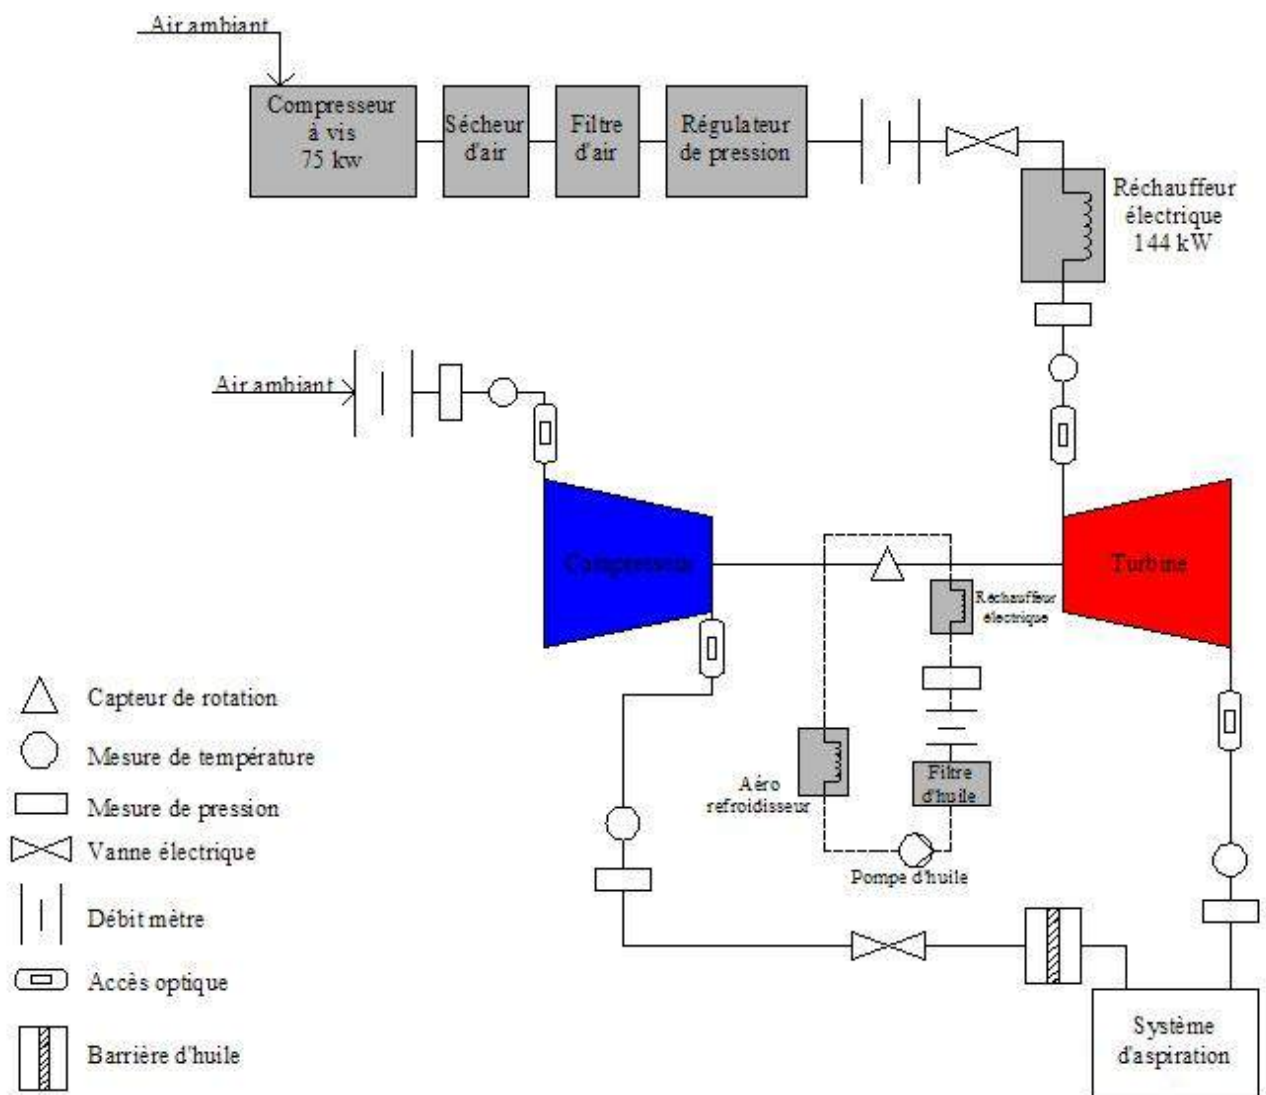 Air ambiant
Compresseur
à vis
75 kw
Sécheur
d'air
Filtre
d'air
Régulateur
de pression
Réchauffeur
électrique
144 kW
Air ambiant
Compresseur
Turbine
Réchauffeur
électrique
Capteur de rotation
Mesure de température
Mesure de pression
Vanne électrique
Débit mètre
Accès optique
Barrière d'huile
Aéro
refroidisseur
Filtre
d'huile
Pompe d'huile
Système
d'aspiration